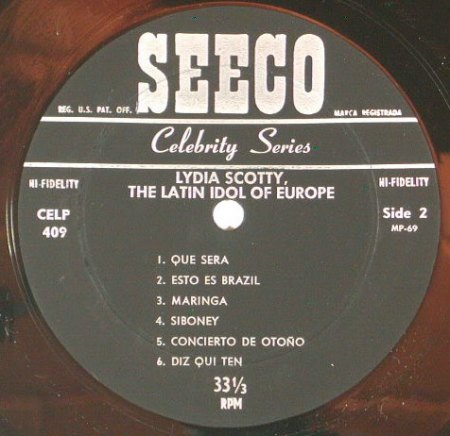 SEECO
REG. U.S. PAT. OFF.
MARCA REGISTRADA
Celebrity Series
LYDIA SCOTTY,
THE LATIN IDOL OF EUROPE
HI-FIDELITY
HI-FIDELITY
CELP
409
Side 2
MP-69
1. QUE SERA
2. ESTO ES BRAZIL
3. MARINGA
4. SIBONEY
5. CONCIERTO DE OTOÑO
6. DIZ QUI TEN
33⅓
RPM